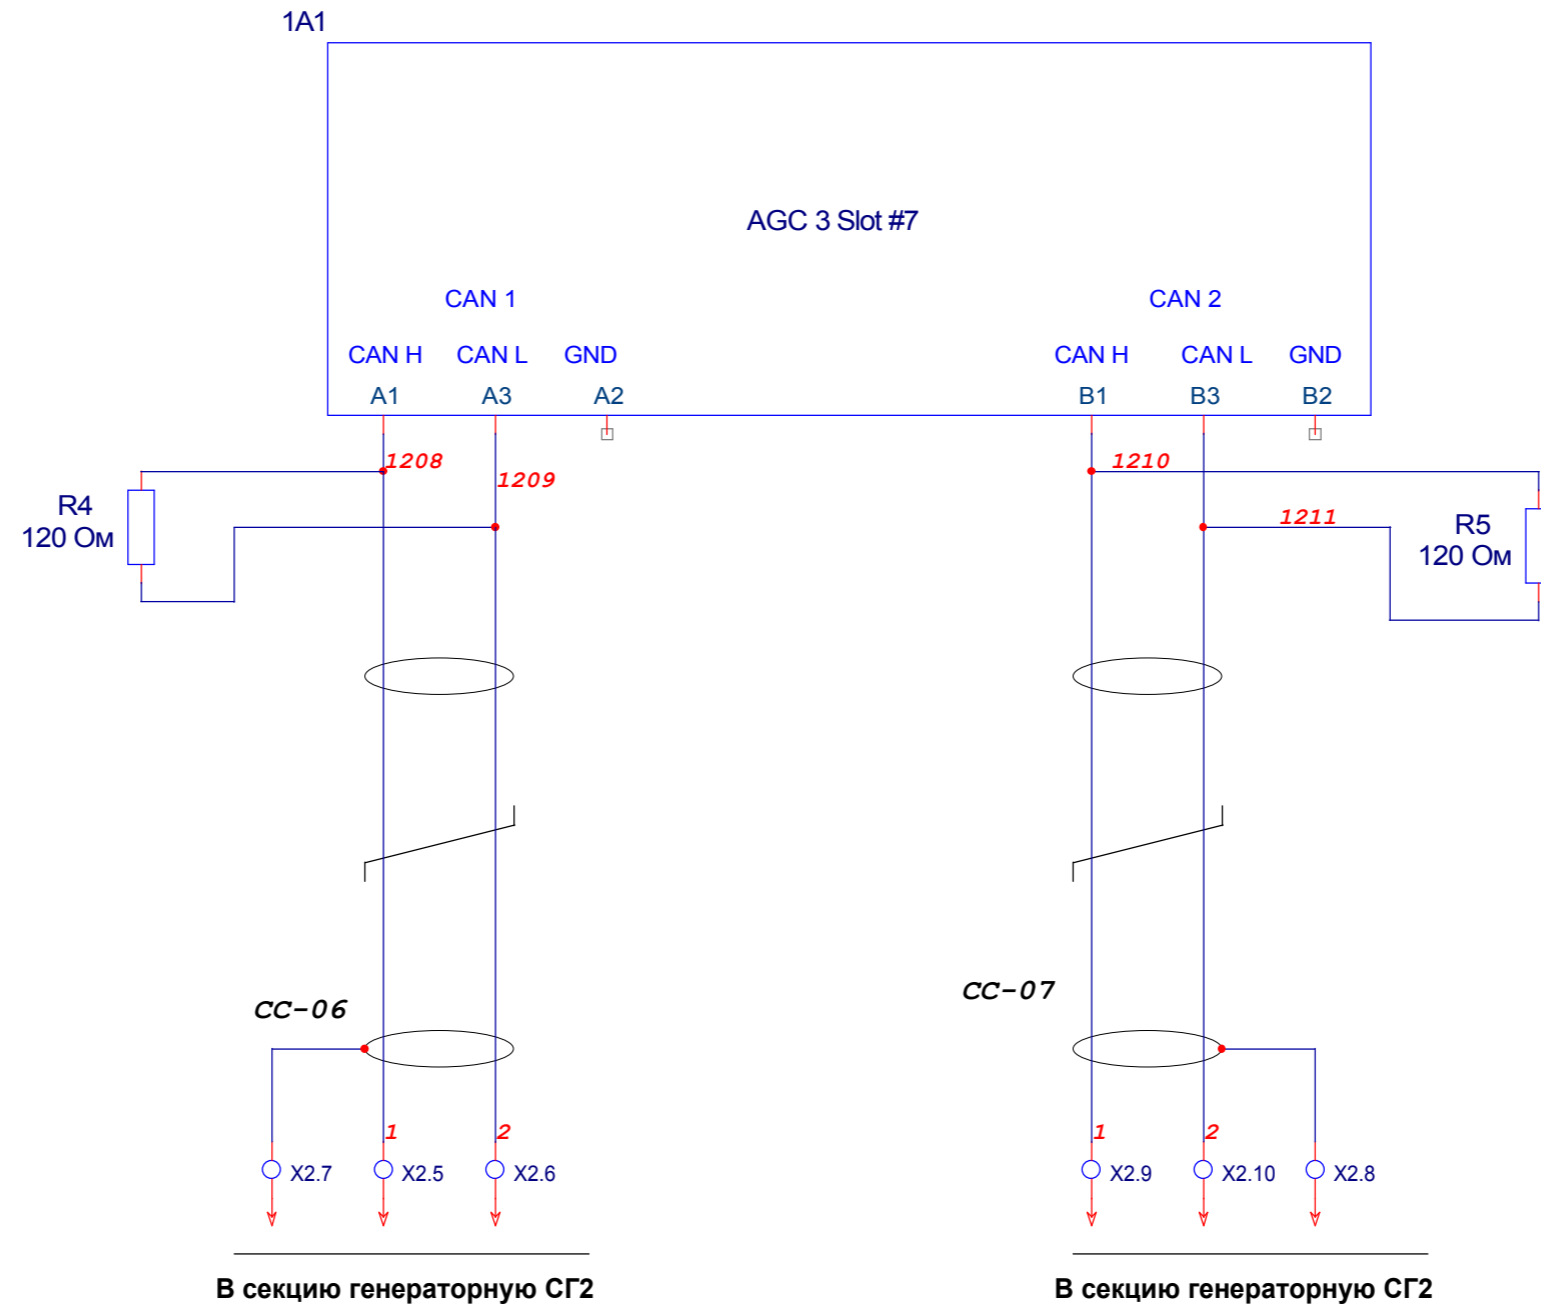 1A1
AGC 3 Slot #7
CAN 1
CAN 2
CAN H CAN L GND
CAN H CAN L GND
A1 A3 A2
B1 B3 B2
1208
1209
1210
1211
R4
120 Ом
R5
120 Ом
CC-06
CC-07
1 2
1 2
X2.7 X2.5 X2.6
X2.9 X2.10 X2.8
В секцию генераторную СГ2
В секцию генераторную СГ2